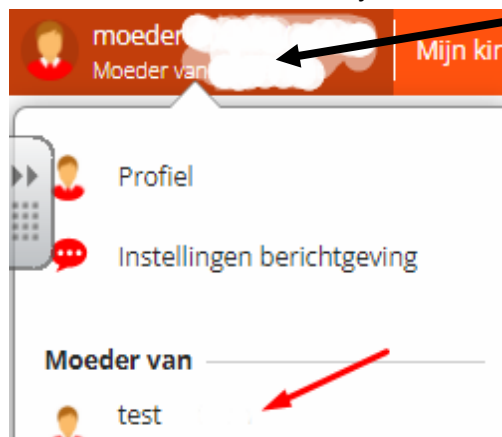 moeder
Moeder van
Mijn kin
Profiel
Instellingen berichtgeving
Moeder van
test